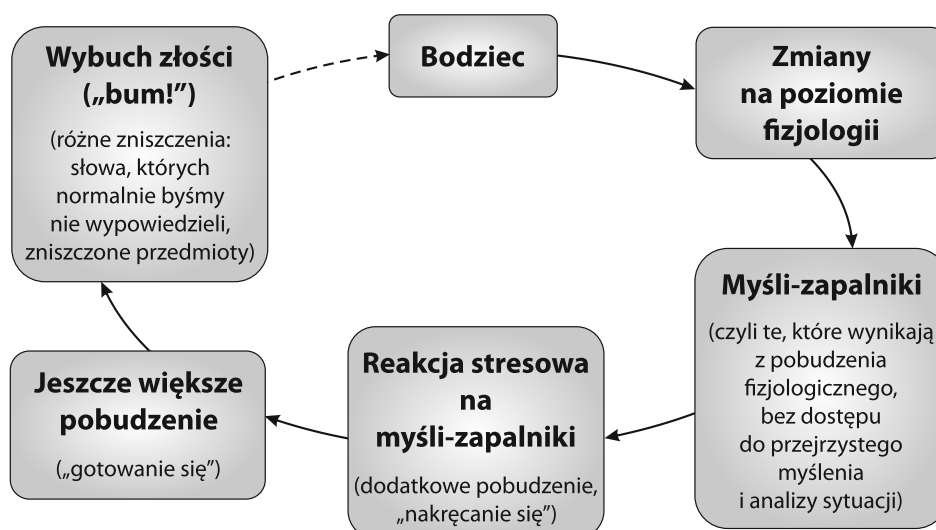 Bodziec
Zmiany
na poziomie
fizjologii
Myśli-zapalniki
(czyli te, które wynikają
z pobudzenia
fizjologicznego,
bez dostępu
do przejrzystego
myślenia
i analizy sytuacji)
Reakcja stresowa
na
myśli-zapalniki
(dodatkowe pobudzenie,
„nakręcanie się”)
Jeszcze większe
pobudzenie
(„gotowanie się”)
Wybuch złości
(„bum!”)
(różne zniszczenia:
słowa, których
normalnie byśmy
nie wypowiedzieli,
zniszczone przedmioty)